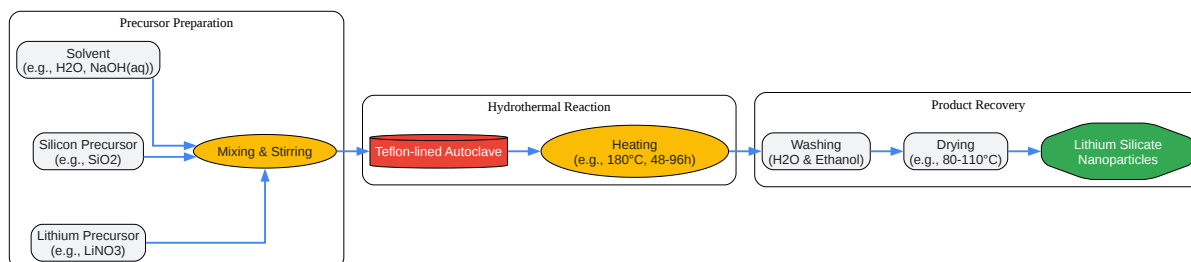 Precursor Preparation
Solvent
(e.g., H2O, NaOH(aq))
Silicon Precursor
(e.g., SiO2)
Lithium Precursor
(e.g., LiNO3)
Mixing & Stirring
Hydrothermal Reaction
Teflon-lined Autoclave
Heating
(e.g., 180°C, 48-96h)
Product Recovery
Washing
(H2O & Ethanol)
Drying
(e.g., 80-110°C)
Lithium Silicate
Nanoparticles